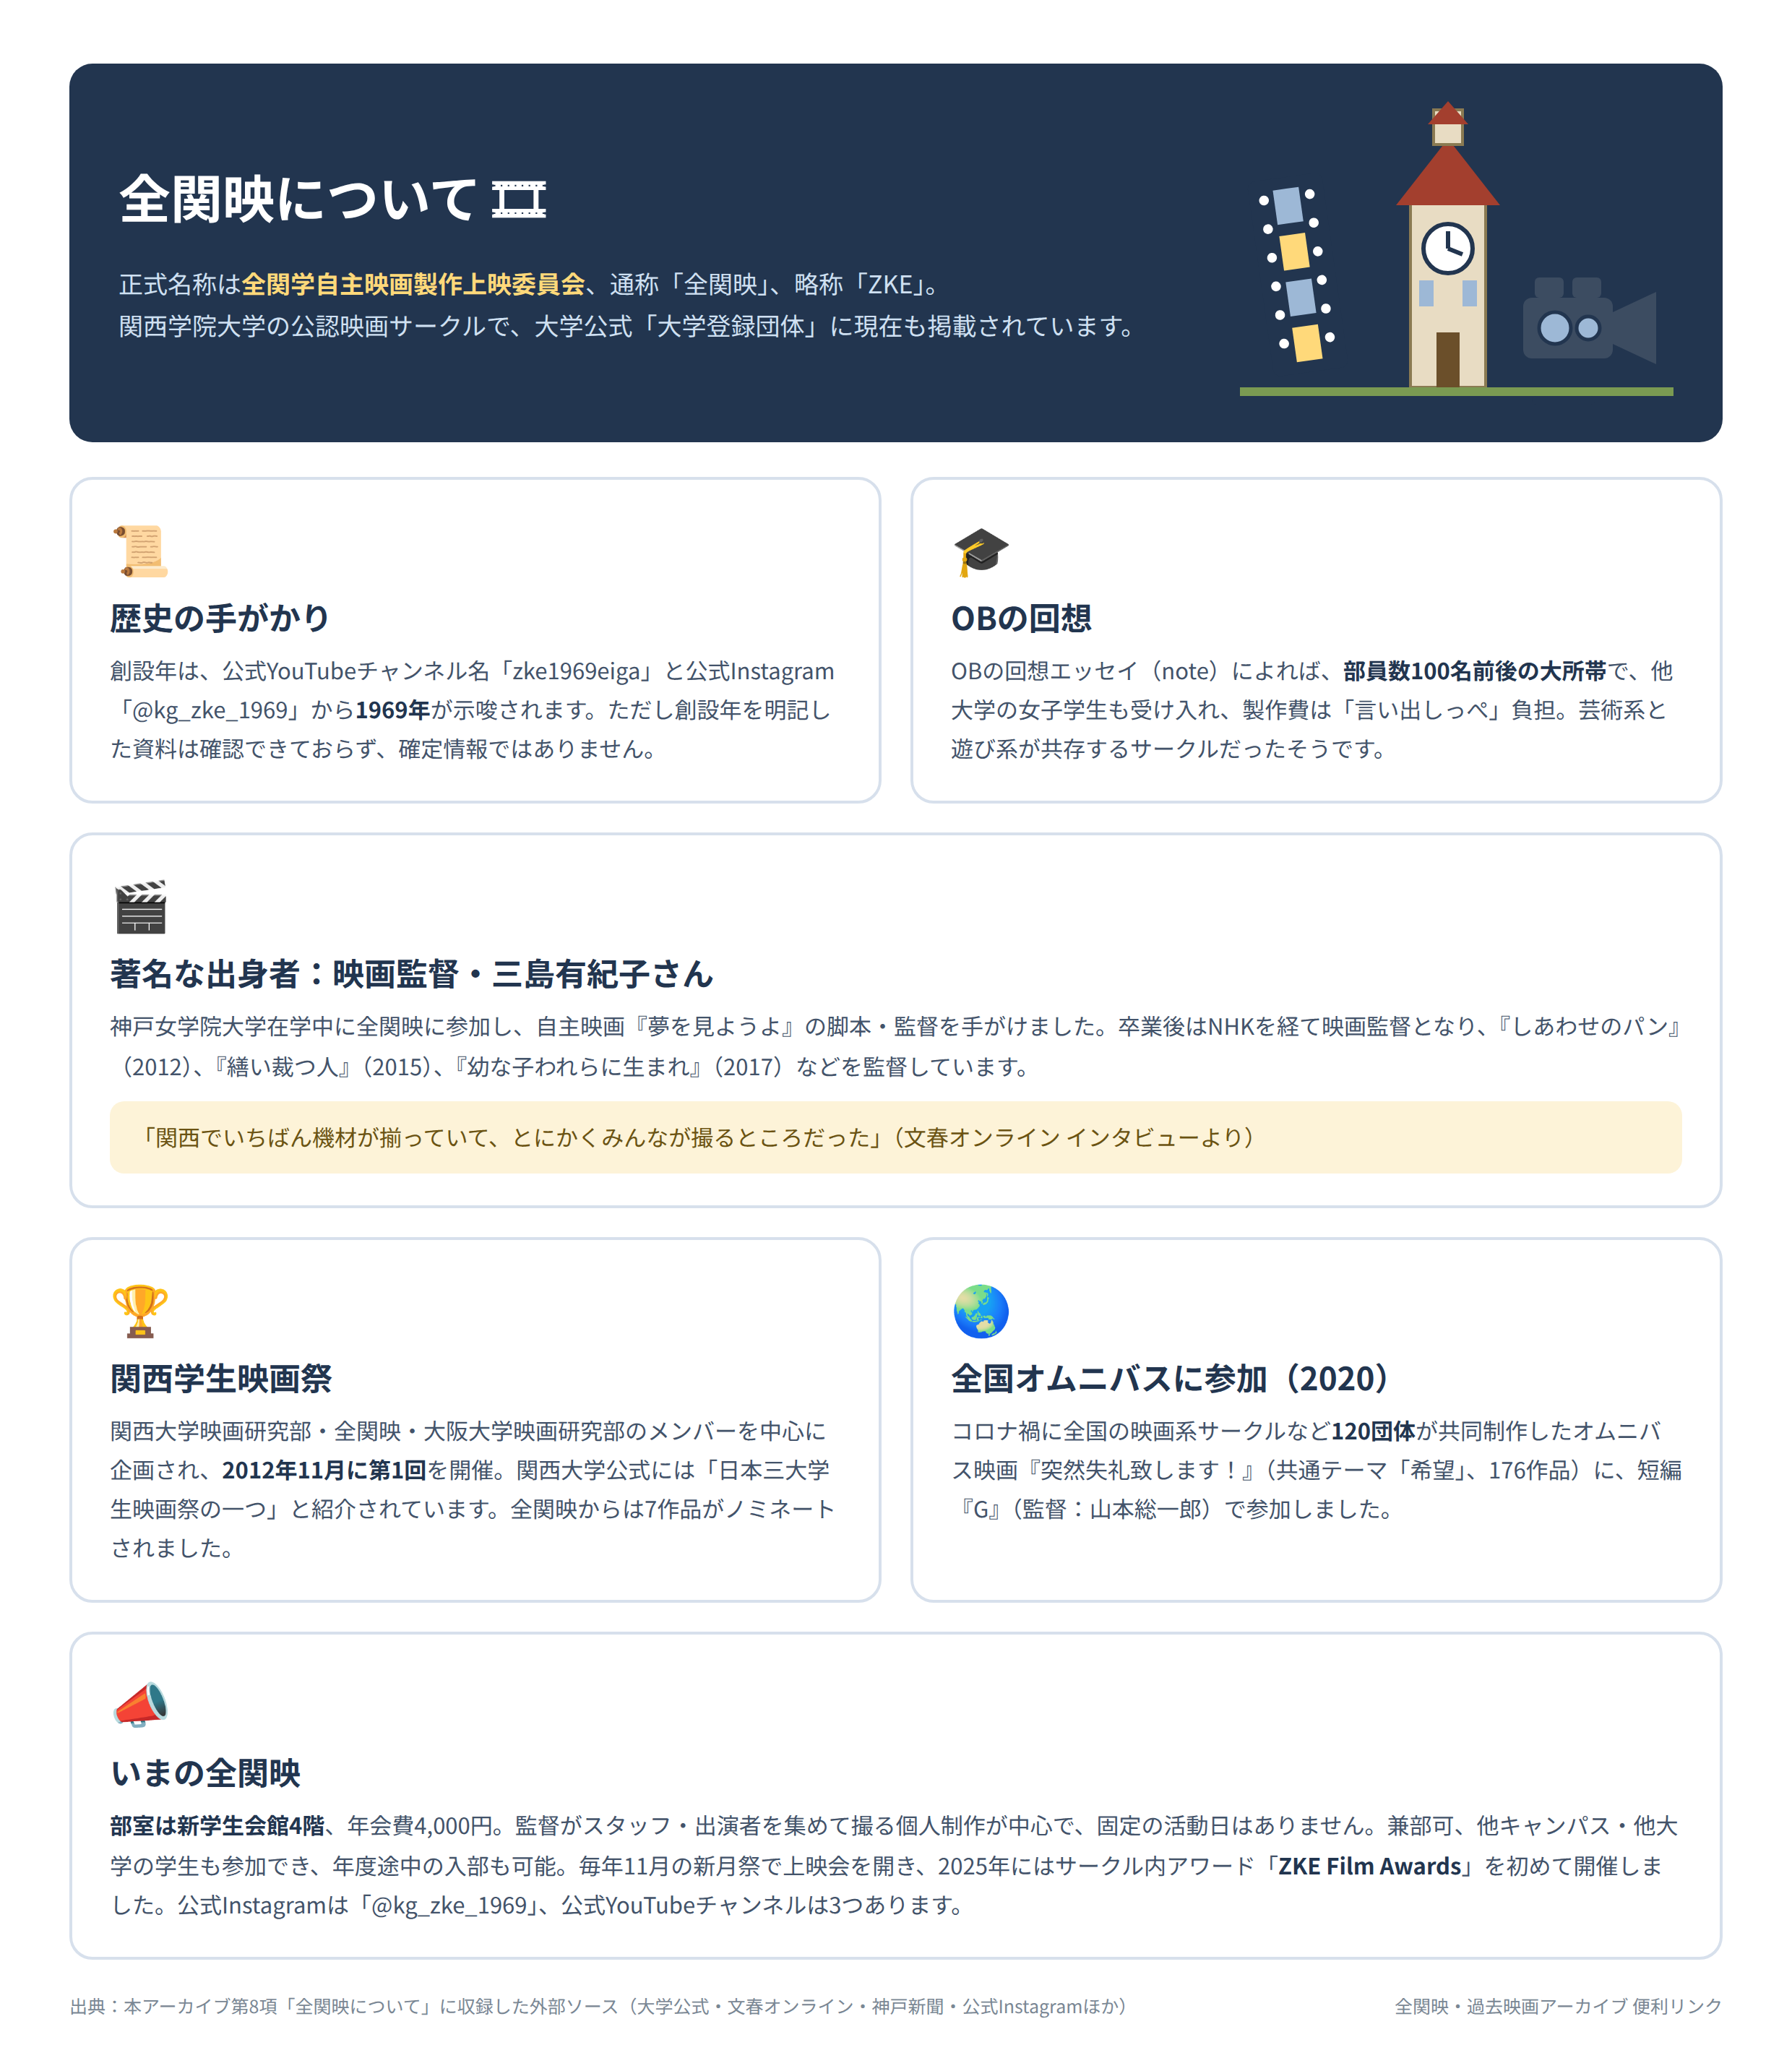 全関映について
正式名称は全関学自主映画製作上映委員会、通称「全関映」、略称「ZKE」。
関西学院大学の公認映画サークルで、大学公式「大学登録団体」に現在も掲載されています。
歴史の手がかり
創設年は、公式YouTubeチャンネル名「zke1969eiga」と公式Instagram
「@kg_zke_1969」から1969年が示唆されます。ただし創設年を明記し
た資料は確認できておらず、確定情報ではありません。
OBの回想
OBの回想エッセイ（note）によれば、部員数100名前後の大所帯で、他
大学の女子学生も受け入れ、製作費は「言い出しっぺ」負担。芸術系と
遊び系が共存するサークルだったそうです。
著名な出身者：映画監督・三島有紀子さん
神戸女学院大学在学中に全関映に参加し、自主映画『夢を見ようよ』の脚本・監督を手がけました。卒業後はNHKを経て映画監督となり、『しあわせのパン』
（2012）、『繕い裁つ人』（2015）、『幼な子われらに生まれ』（2017）などを監督しています。
「関西でいちばん機材が揃っていて、とにかくみんなが撮るところだった」（文春オンライン インタビューより）
関西学生映画祭
関西大学映画研究部・全関映・大阪大学映画研究部のメンバーを中心に
企画され、2012年11月に第1回を開催。関西大学公式には「日本三大学
生映画祭の一つ」と紹介されています。全関映からは7作品がノミネート
されました。
全国オムニバスに参加（2020）
コロナ禍に全国の映画系サークルなど120団体が共同制作したオムニバ
ス映画『突然失礼致します！』（共通テーマ「希望」、176作品）に、短編
『G』（監督：山本総一郎）で参加しました。
いまの全関映
部室は新学生会館4階、年会費4,000円。監督がスタッフ・出演者を集めて撮る個人制作が中心で、固定の活動日はありません。兼部可、他キャンパス・他大
学の学生も参加でき、年度途中の入部も可能。毎年11月の新月祭で上映会を開き、2025年にはサークル内アワード「ZKE Film Awards」を初めて開催しま
した。公式Instagramは「@kg_zke_1969」、公式YouTubeチャンネルは3つあります。
出典：本アーカイブ第8項「全関映について」に収録した外部ソース（大学公式・文春オンライン・神戸新聞・公式Instagramほか）
全関映・過去映画アーカイブ 便利リンク